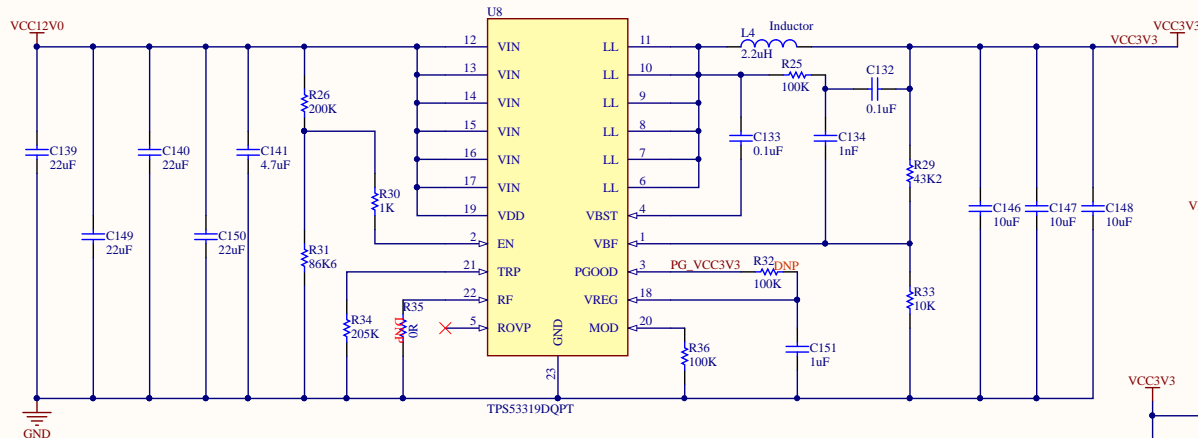 U8
VCC12V0
VCC3V3
VCC3V3
L4
Inductor
2.2uH
12
VIN
LL
11
13
VIN
LL
10
14
VIN
LL
9
15
VIN
LL
8
16
VIN
LL
7
17
VIN
LL
6
19
VDD
VBST
4
2
EN
VBF
1
21
TRP
PGOOD
3
22
RF
VREG
18
5
ROVP
MOD
20
GND
23
TPS53319DQPT
R25
100K
C132
0.1uF
R26
200K
C133
0.1uF
C134
1nF
C139
22uF
C140
22uF
C141
4.7uF
R29
43K2
R30
1K
C149
22uF
C150
22uF
R31
86K6
C146
10uF
C147
10uF
C148
10uF
V
PG_VCC3V3
R32
DNP
100K
R33
10K
R34
205K
R35
0R
DNP
R36
100K
C151
1uF
GND
VCC3V3